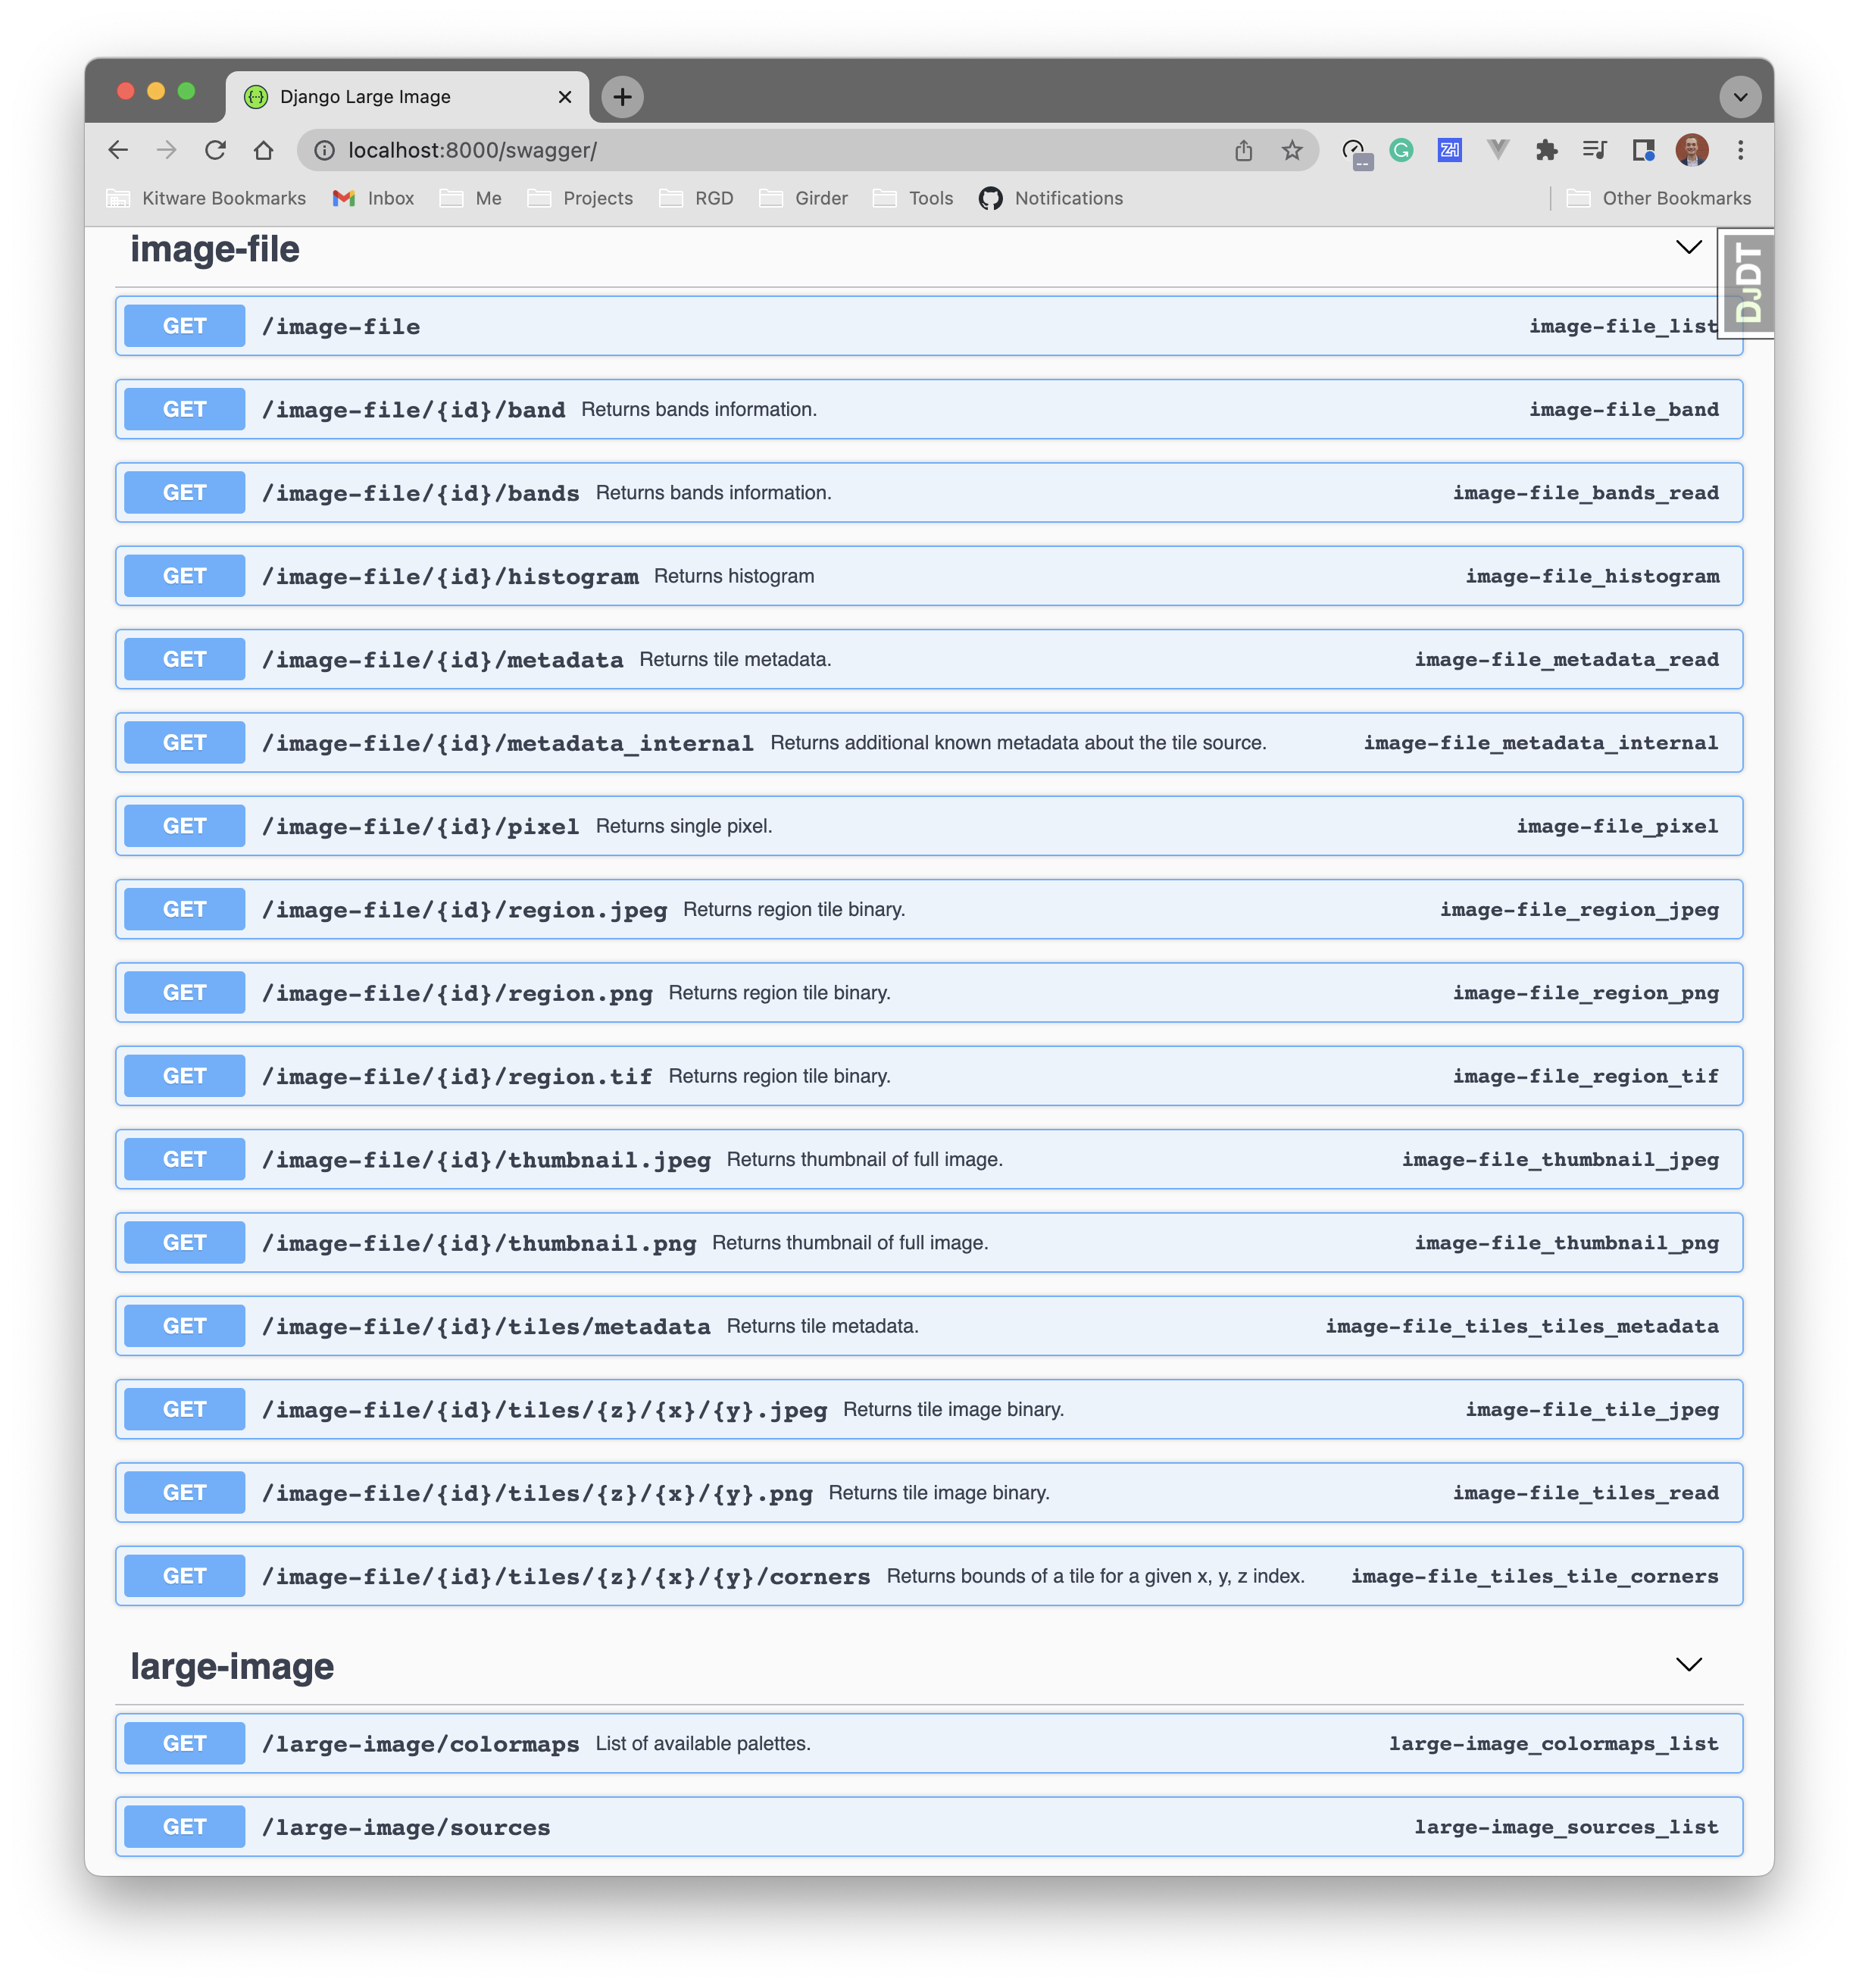 Django Large Image
localhost:8000/swagger/
Kitware Bookmarks Inbox Me Projects RGD Girder Tools Notifications Other Bookmarks
image-file
DJDT
GET /image-file image-file_list
GET /image-file/{id}/band Returns bands information. image-file_band
GET /image-file/{id}/bands Returns bands information. image-file_bands_read
GET /image-file/{id}/histogram Returns histogram image-file_histogram
GET /image-file/{id}/metadata Returns tile metadata. image-file_metadata_read
GET /image-file/{id}/metadata_internal Returns additional known metadata about the tile source. image-file_metadata_internal
GET /image-file/{id}/pixel Returns single pixel. image-file_pixel
GET /image-file/{id}/region.jpeg Returns region tile binary. image-file_region_jpeg
GET /image-file/{id}/region.png Returns region tile binary. image-file_region_png
GET /image-file/{id}/region.tif Returns region tile binary. image-file_region_tif
GET /image-file/{id}/thumbnail.jpeg Returns thumbnail of full image. image-file_thumbnail_jpeg
GET /image-file/{id}/thumbnail.png Returns thumbnail of full image. image-file_thumbnail_png
GET /image-file/{id}/tiles/metadata Returns tile metadata. image-file_tiles_tiles_metadata
GET /image-file/{id}/tiles/{z}/{x}/{y}.jpeg Returns tile image binary. image-file_tile_jpeg
GET /image-file/{id}/tiles/{z}/{x}/{y}.png Returns tile image binary. image-file_tiles_read
GET /image-file/{id}/tiles/{z}/{x}/{y}/corners Returns bounds of a tile for a given x, y, z index. image-file_tiles_tile_corners
large-image
GET /large-image/colormaps List of available palettes. large-image_colormaps_list
GET /large-image/sources large-image_sources_list